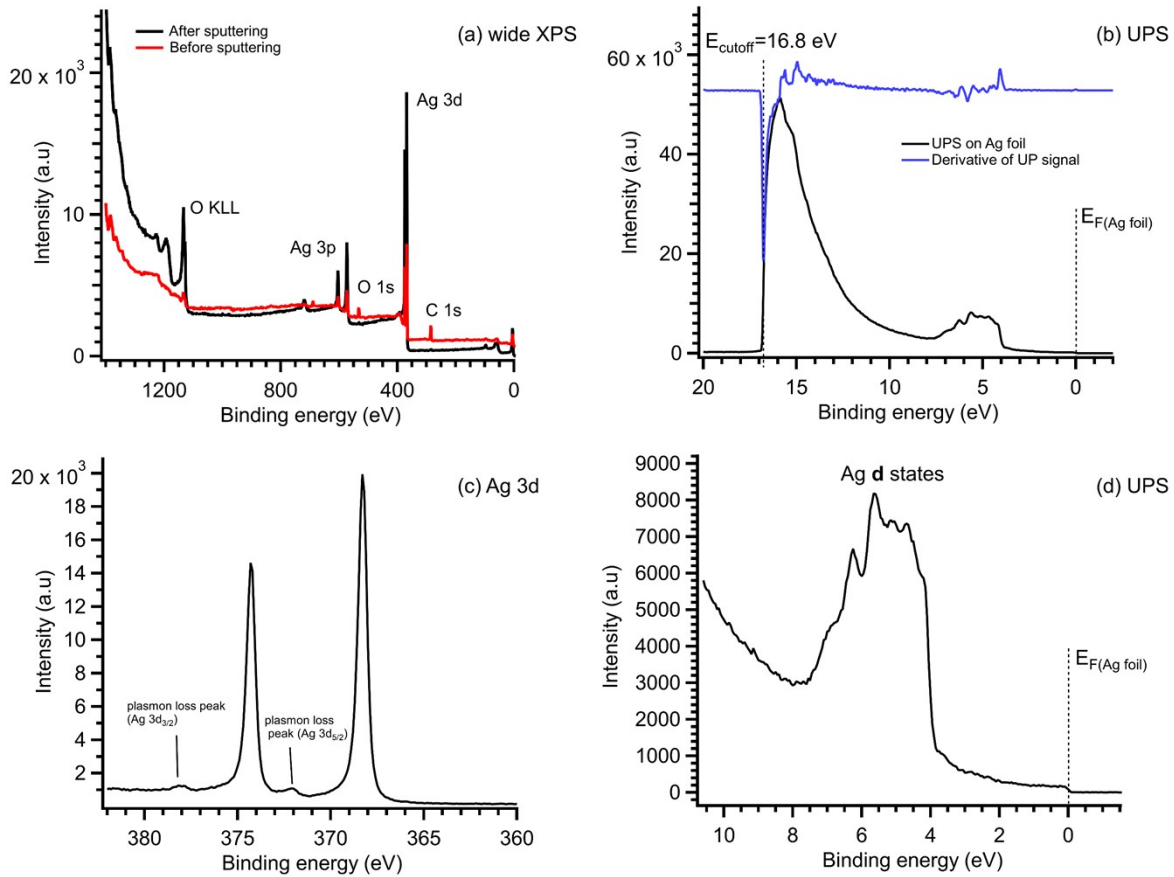 After sputtering
Before sputtering
(a) wide XPS
20 x 10³
10
0
Intensity (a.u)
O KLL
Ag 3p
O 1s
Ag 3d
C 1s
1200
800
400
0
Binding energy (eV)
E_cutoff=16.8 eV
(b) UPS
60 x 10³
40
20
0
Intensity (a.u)
UPS on Ag foil
Derivative of UP signal
E_F(Ag foil)
20
15
10
5
0
Binding energy (eV)
20 x 10³
(c) Ag 3d
18
16
14
12
10
8
6
4
2
Intensity (a.u)
plasmon loss peak
(Ag 3d₃/₂)
plasmon loss
peak (Ag 3d₅/₂)
380
375
370
365
360
Binding energy (eV)
9000
8000
7000
6000
5000
4000
3000
2000
1000
0
Intensity (a.u)
Ag d states
(d) UPS
E_F(Ag foil)
10
8
6
4
2
0
Binding energy (eV)